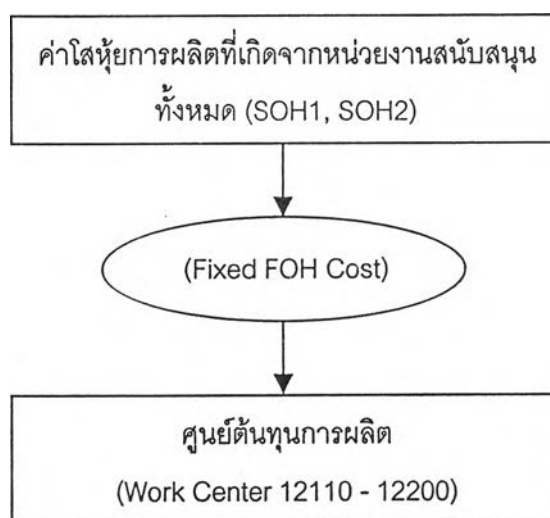 ค่าโสหุ้ยการผลิตที่เกิดจากหน่วยงานสนับสนุน
ทั้งหมด (SOH1, SOH2)
(Fixed FOH Cost)
ศูนย์ต้นทุนการผลิต
(Work Center 12110 - 12200)